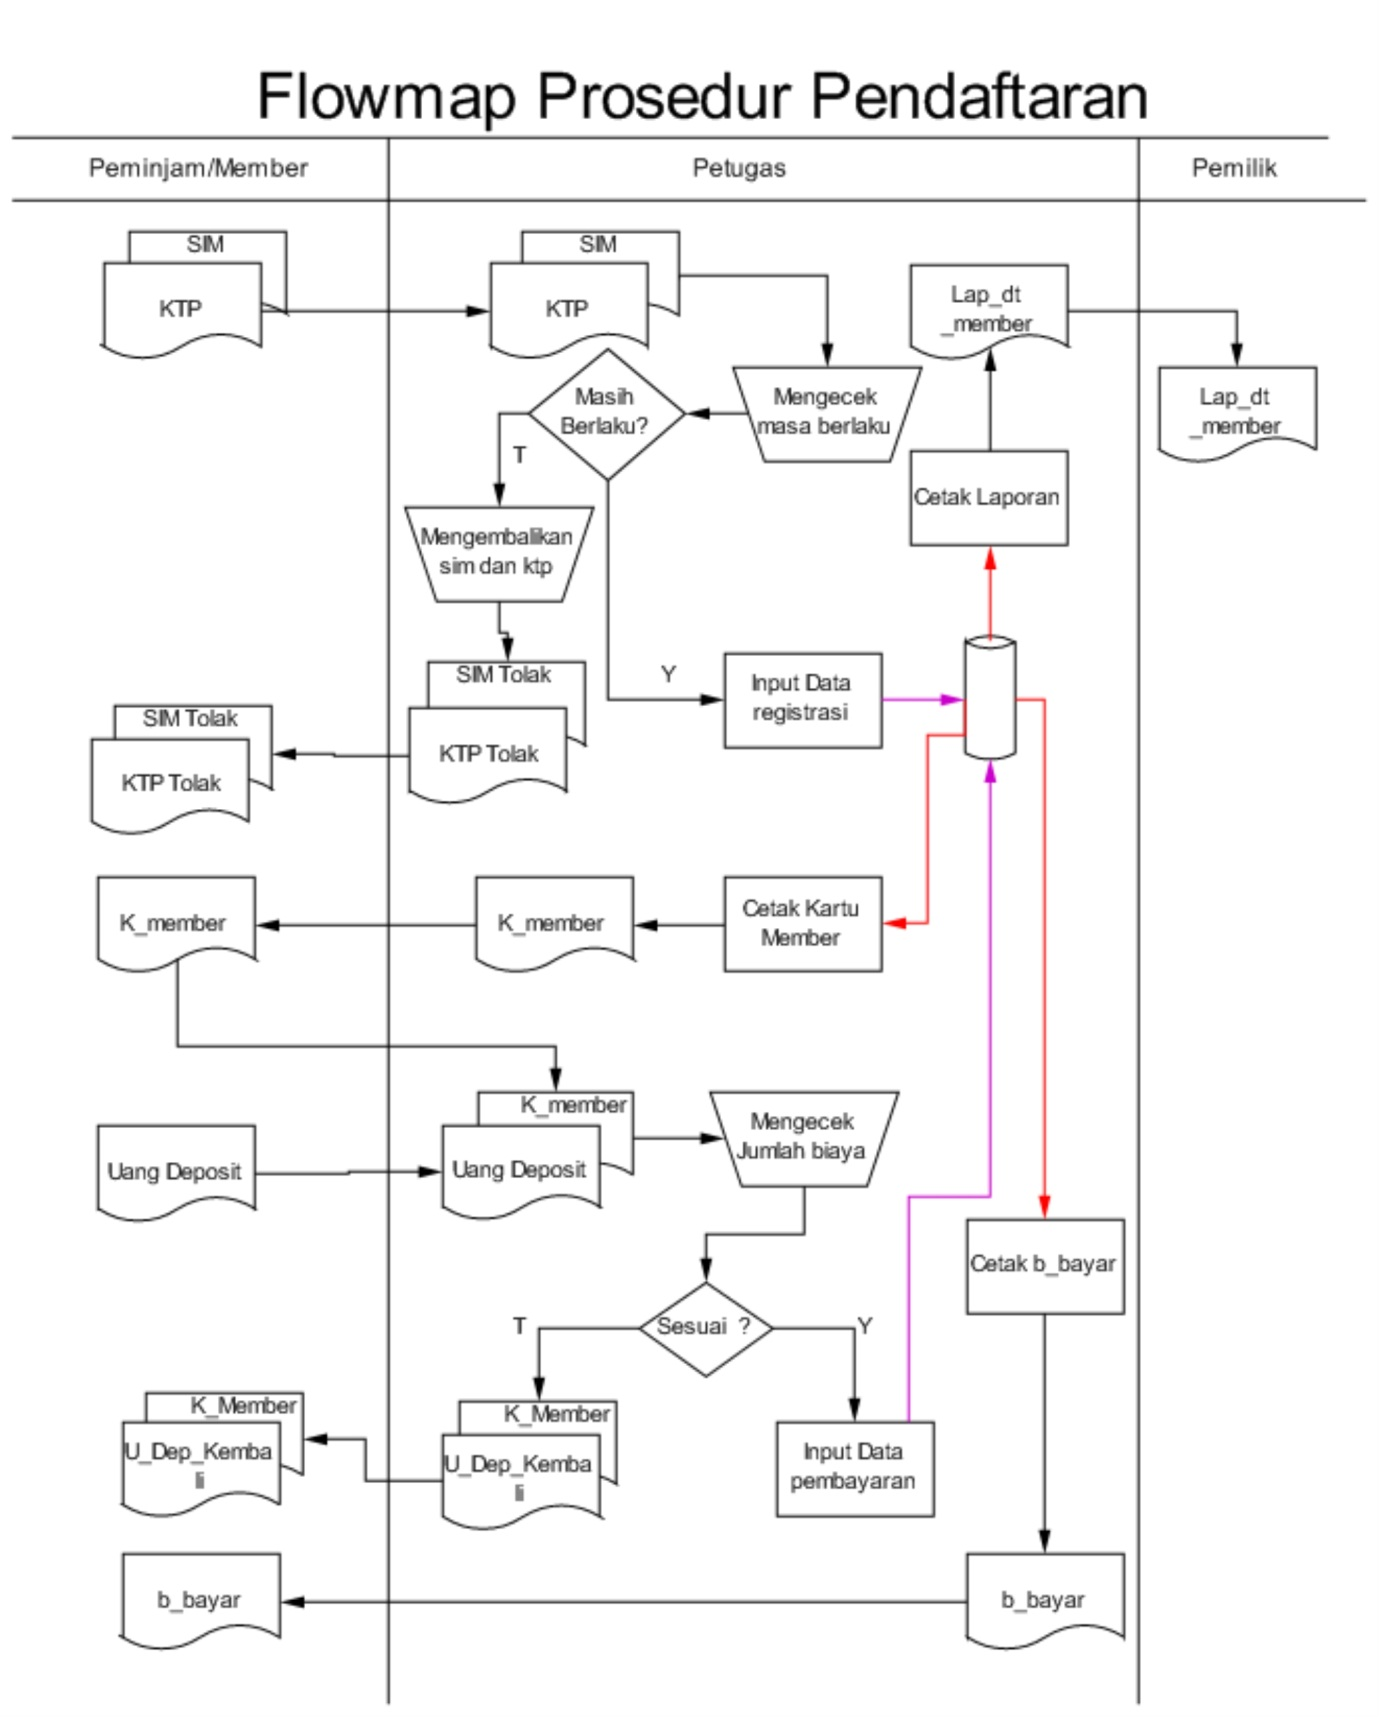 Flowmap Prosedur Pendaftaran
Peminjam/Member
Petugas
Pemilik
SIM
KTP
SIM
KTP
Lap_dt
_member
Masih
Berlaku?
Mengecek
masa berlaku
Lap_dt
_member
T
Cetak Laporan
Mengembalikan
sim dan ktp
Y
SIM Tolak
KTP Tolak
Input Data
registrasi
SIM Tolak
KTP Tolak
K_member
K_member
Cetak Kartu
Member
K_member
Uang Deposit
Mengecek
Jumlah biaya
Uang Deposit
Cetak b_bayar
T
Sesuai ?
Y
K_Member
U_Dep_Kemba
li
K_Member
U_Dep_Kemba
li
Input Data
pembayaran
b_bayar
b_bayar